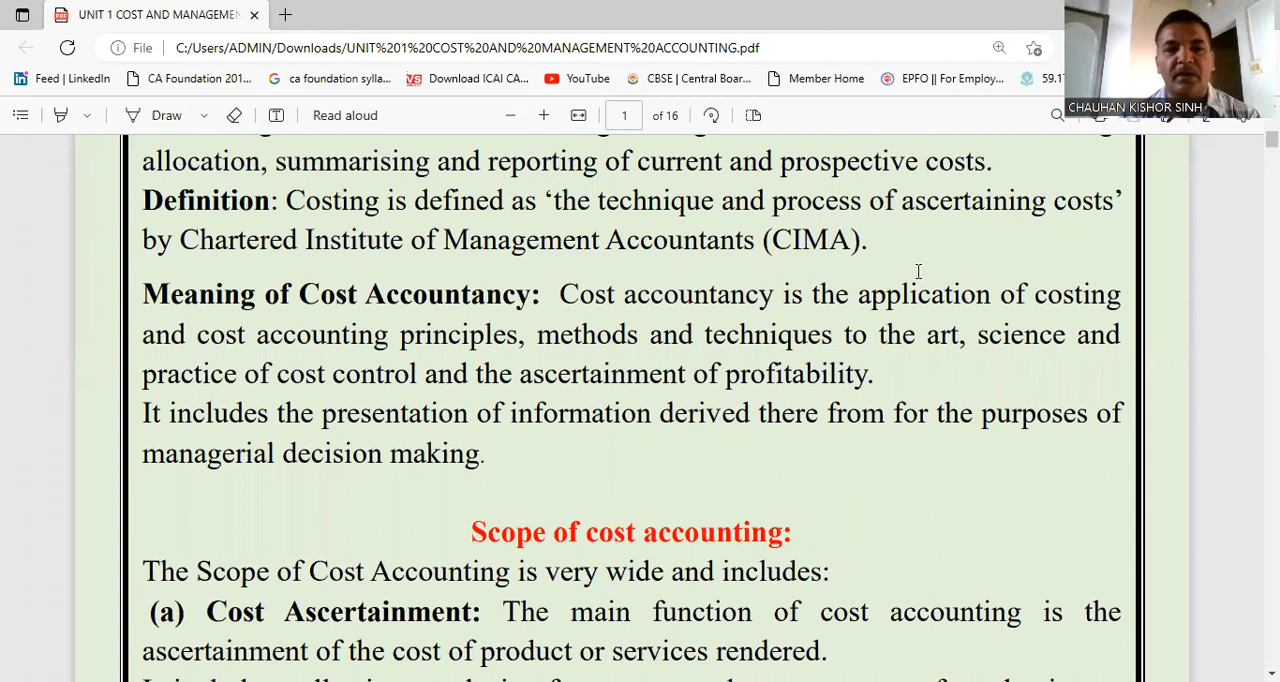 UNIT 1 COST AND MANAGEMEN
File C:/Users/ADMIN/Downloads/UNIT%201%20COST%20AND%20MANAGEMENT%20ACCOUNTING.pdf
Feed | LinkedIn CA Foundation 201... ca foundation sylla... Download ICAI CA... YouTube CBSE | Central Boar... Member Home EPFO || For Employ... 59.1
Draw Read aloud 1 of 16
CHAUHAN KISHOR SINH
allocation, summarising and reporting of current and prospective costs.
Definition: Costing is defined as ‘the technique and process of ascertaining costs’
by Chartered Institute of Management Accountants (CIMA).
Meaning of Cost Accountancy: Cost accountancy is the application of costing
and cost accounting principles, methods and techniques to the art, science and
practice of cost control and the ascertainment of profitability.
It includes the presentation of information derived there from for the purposes of
managerial decision making.
Scope of cost accounting:
The Scope of Cost Accounting is very wide and includes:
(a) Cost Ascertainment: The main function of cost accounting is the
ascertainment of the cost of product or services rendered.